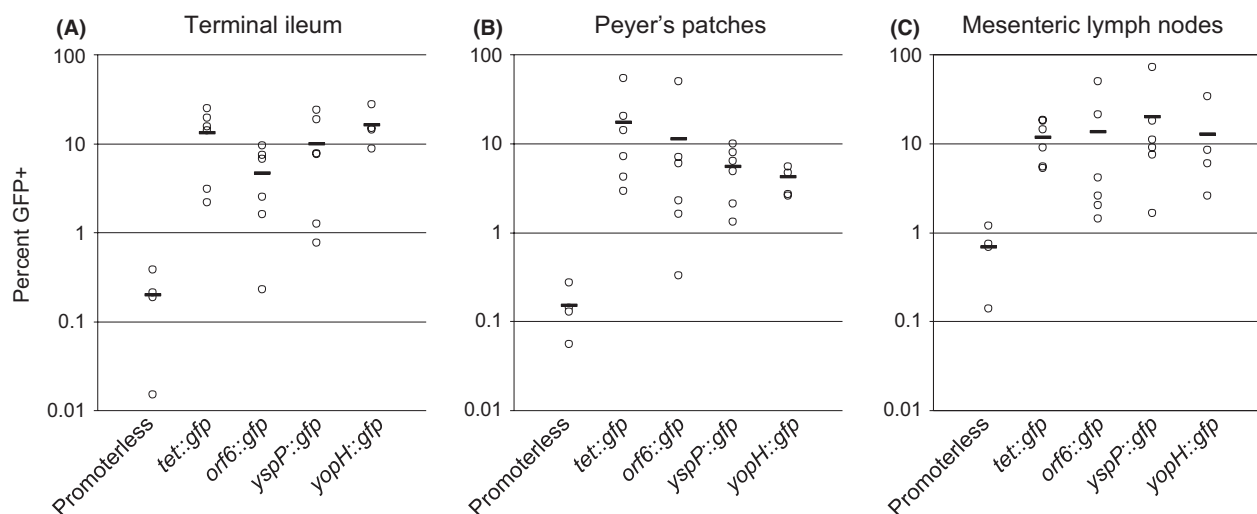 (A) Terminal ileum
Percent GFP+
100
10
1
0.1
0.01
Promoterless
tet::gfp
orf6::gfp
yspP::gfp
yopH::gfp
(B) Peyer's patches
100
10
1
0.1
0.01
Promoterless
tet::gfp
orf6::gfp
yspP::gfp
yopH::gfp
(C) Mesenteric lymph nodes
100
10
1
0.1
0.01
Promoterless
tet::gfp
orf6::gfp
yspP::gfp
yopH::gfp